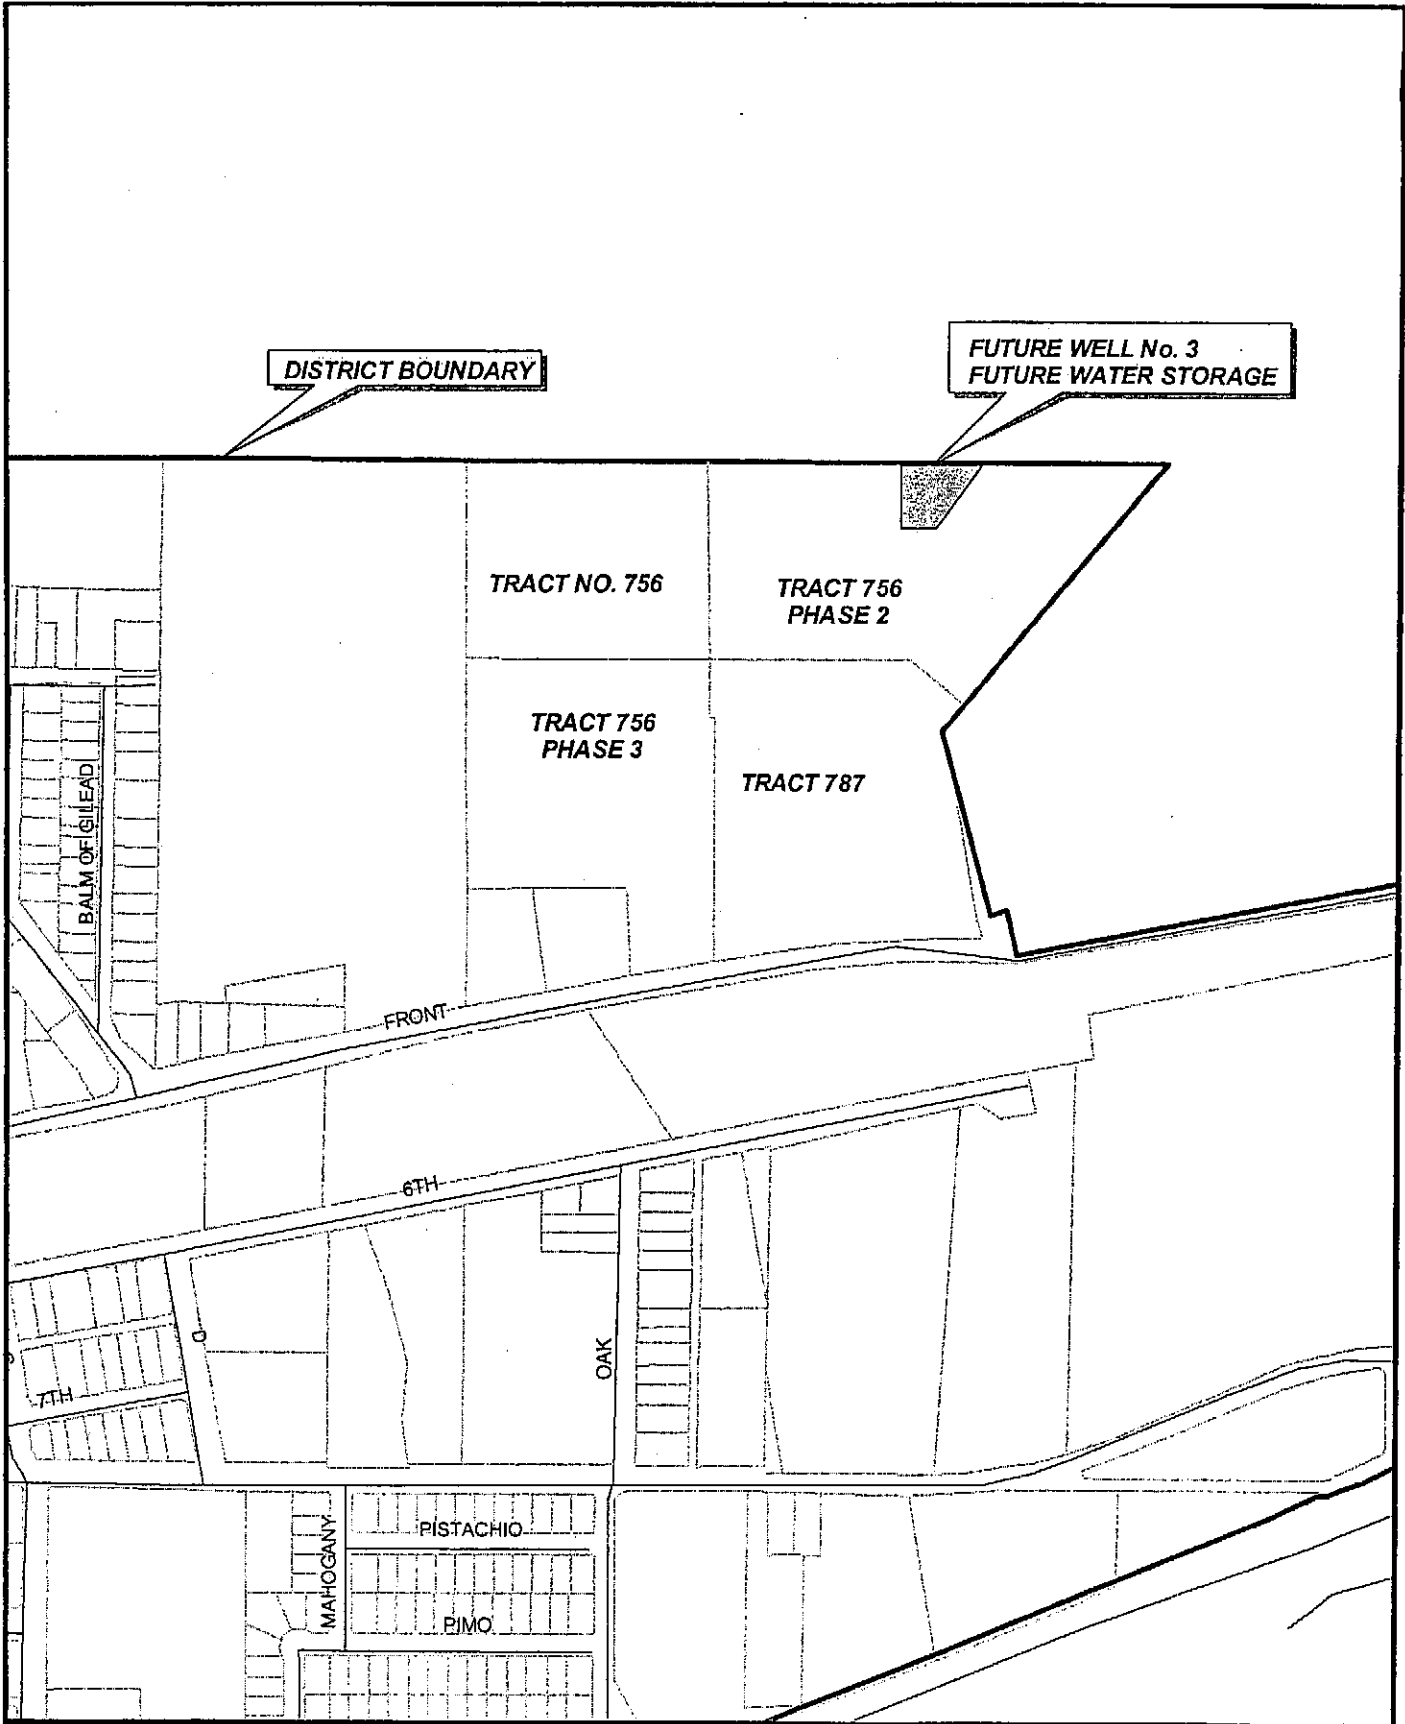 DISTRICT BOUNDARY
FUTURE WELL No. 3
FUTURE WATER STORAGE
TRACT NO. 756
TRACT 756
PHASE 2
TRACT 756
PHASE 3
TRACT 787
BALM OF GILEAD
FRONT
6TH
D
OAK
7TH
MAHOGANY
PISTACHIO
PIMO